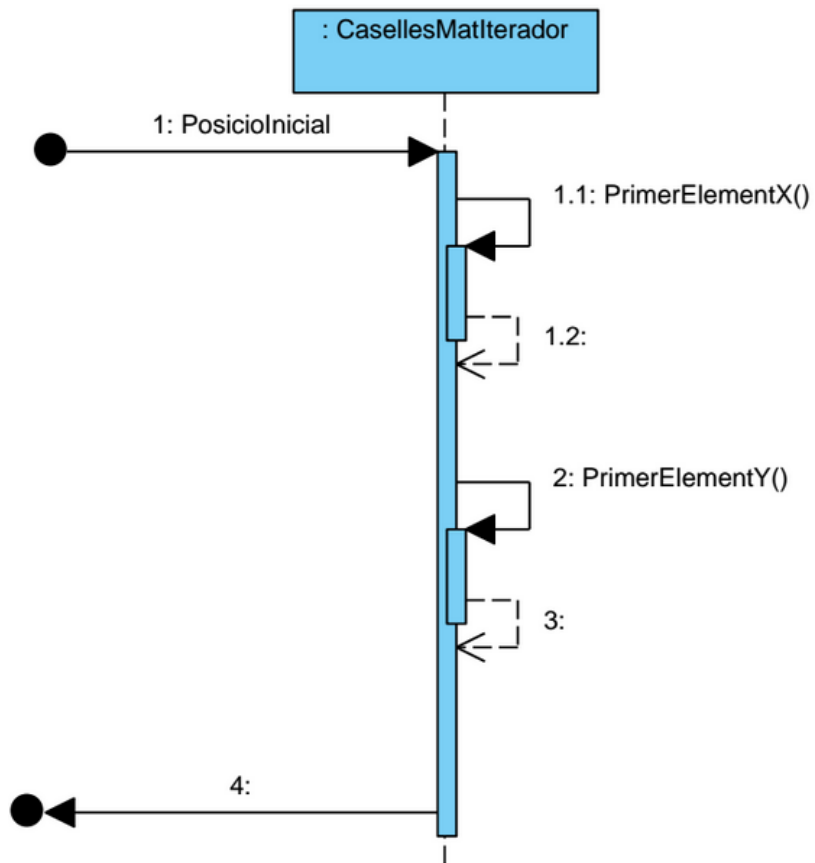 : CasellesMatIterador
1: PosicioInicial
1.1: PrimerElementX()
1.2:
2: PrimerElementY()
3:
4: